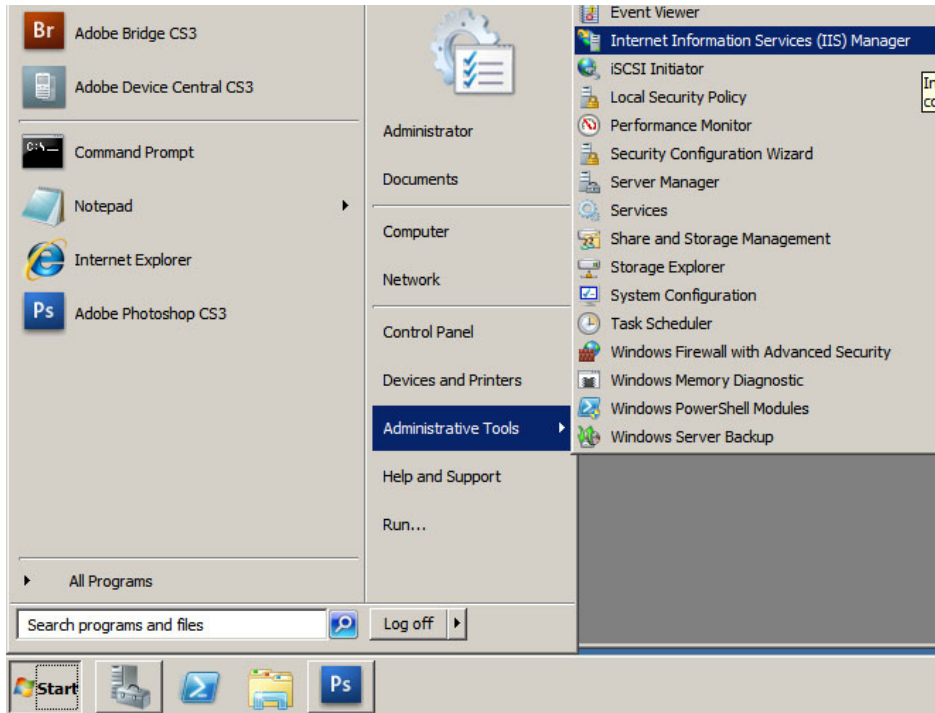 Br
Adobe Bridge CS3
Adobe Device Central CS3
C:\_
Command Prompt
Notepad
Internet Explorer
Ps
Adobe Photoshop CS3
All Programs
Search programs and files
Administrator
Documents
Computer
Network
Control Panel
Devices and Printers
Administrative Tools
Help and Support
Run...
Log off
Event Viewer
Internet Information Services (IIS) Manager
iSCSI Initiator
Local Security Policy
Performance Monitor
Security Configuration Wizard
Server Manager
Services
Share and Storage Management
Storage Explorer
System Configuration
Task Scheduler
Windows Firewall with Advanced Security
Windows Memory Diagnostic
Windows PowerShell Modules
Windows Server Backup
Start
Ps